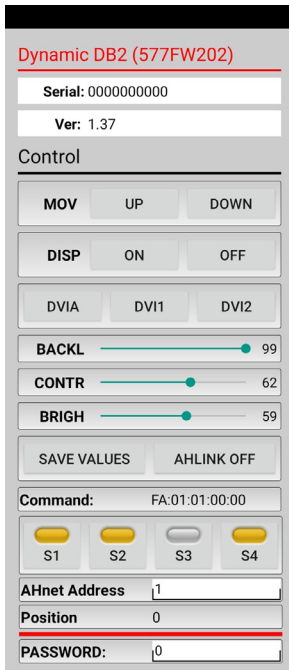 Dynamic DB2 (577FW202)
Serial: 0000000000
Ver: 1.37
Control
MOV UP DOWN
DISP ON OFF
DVIA DVI1 DVI2
BACKL 99
CONTR 62
BRIGH 59
SAVE VALUES AHLINK OFF
Command: FA:01:01:00:00
S1 S2 S3 S4
AHnet Address 1
Position 0
PASSWORD: 0